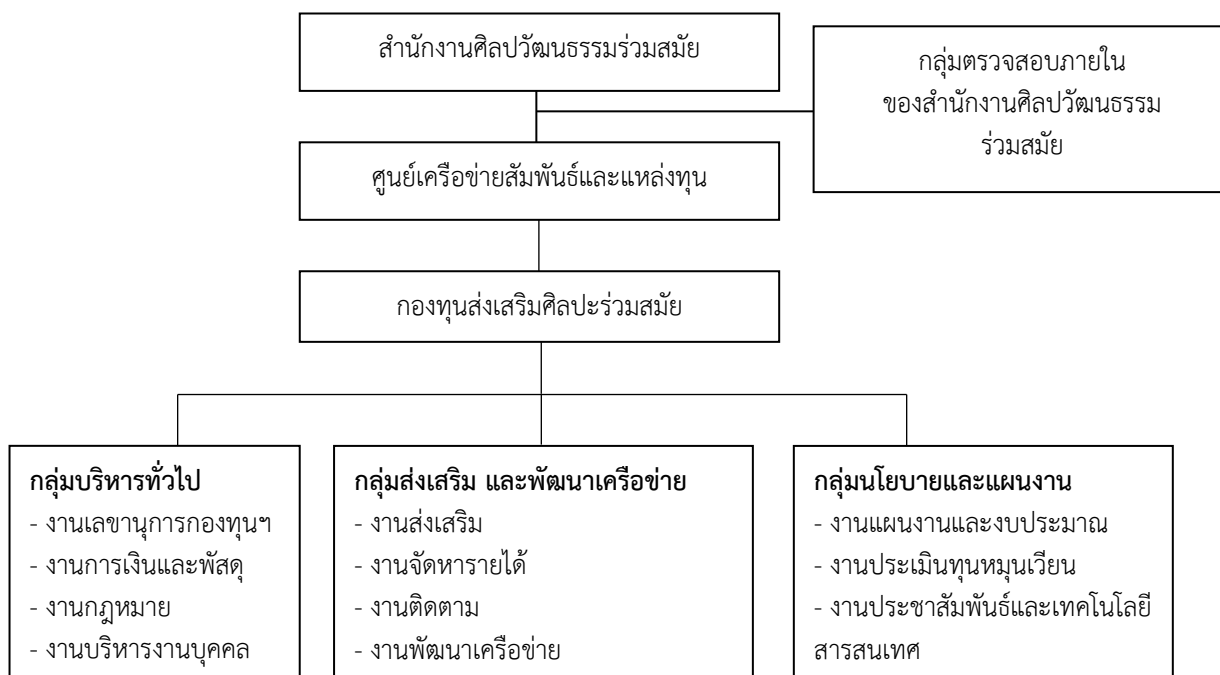 สำนักงานศิลปวัฒนธรรมร่วมสมัย
กลุ่มตรวจสอบภายใน
ของสำนักงานศิลปวัฒนธรรม
ร่วมสมัย
ศูนย์เครือข่ายสัมพันธ์และแหล่งทุน
กองทุนส่งเสริมศิลปะร่วมสมัย
กลุ่มบริหารทั่วไป
- งานเลขานุการกองทุนฯ
- งานการเงินและพัสดุ
- งานกฎหมาย
- งานบริหารงานบุคคล
กลุ่มส่งเสริม และพัฒนาเครือข่าย
- งานส่งเสริม
- งานจัดหารายได้
- งานติดตาม
- งานพัฒนาเครือข่าย
กลุ่มนโยบายและแผนงาน
- งานแผนงานและงบประมาณ
- งานประเมินทุนหมุนเวียน
- งานประชาสัมพันธ์และเทคโนโลยี
สารสนเทศ